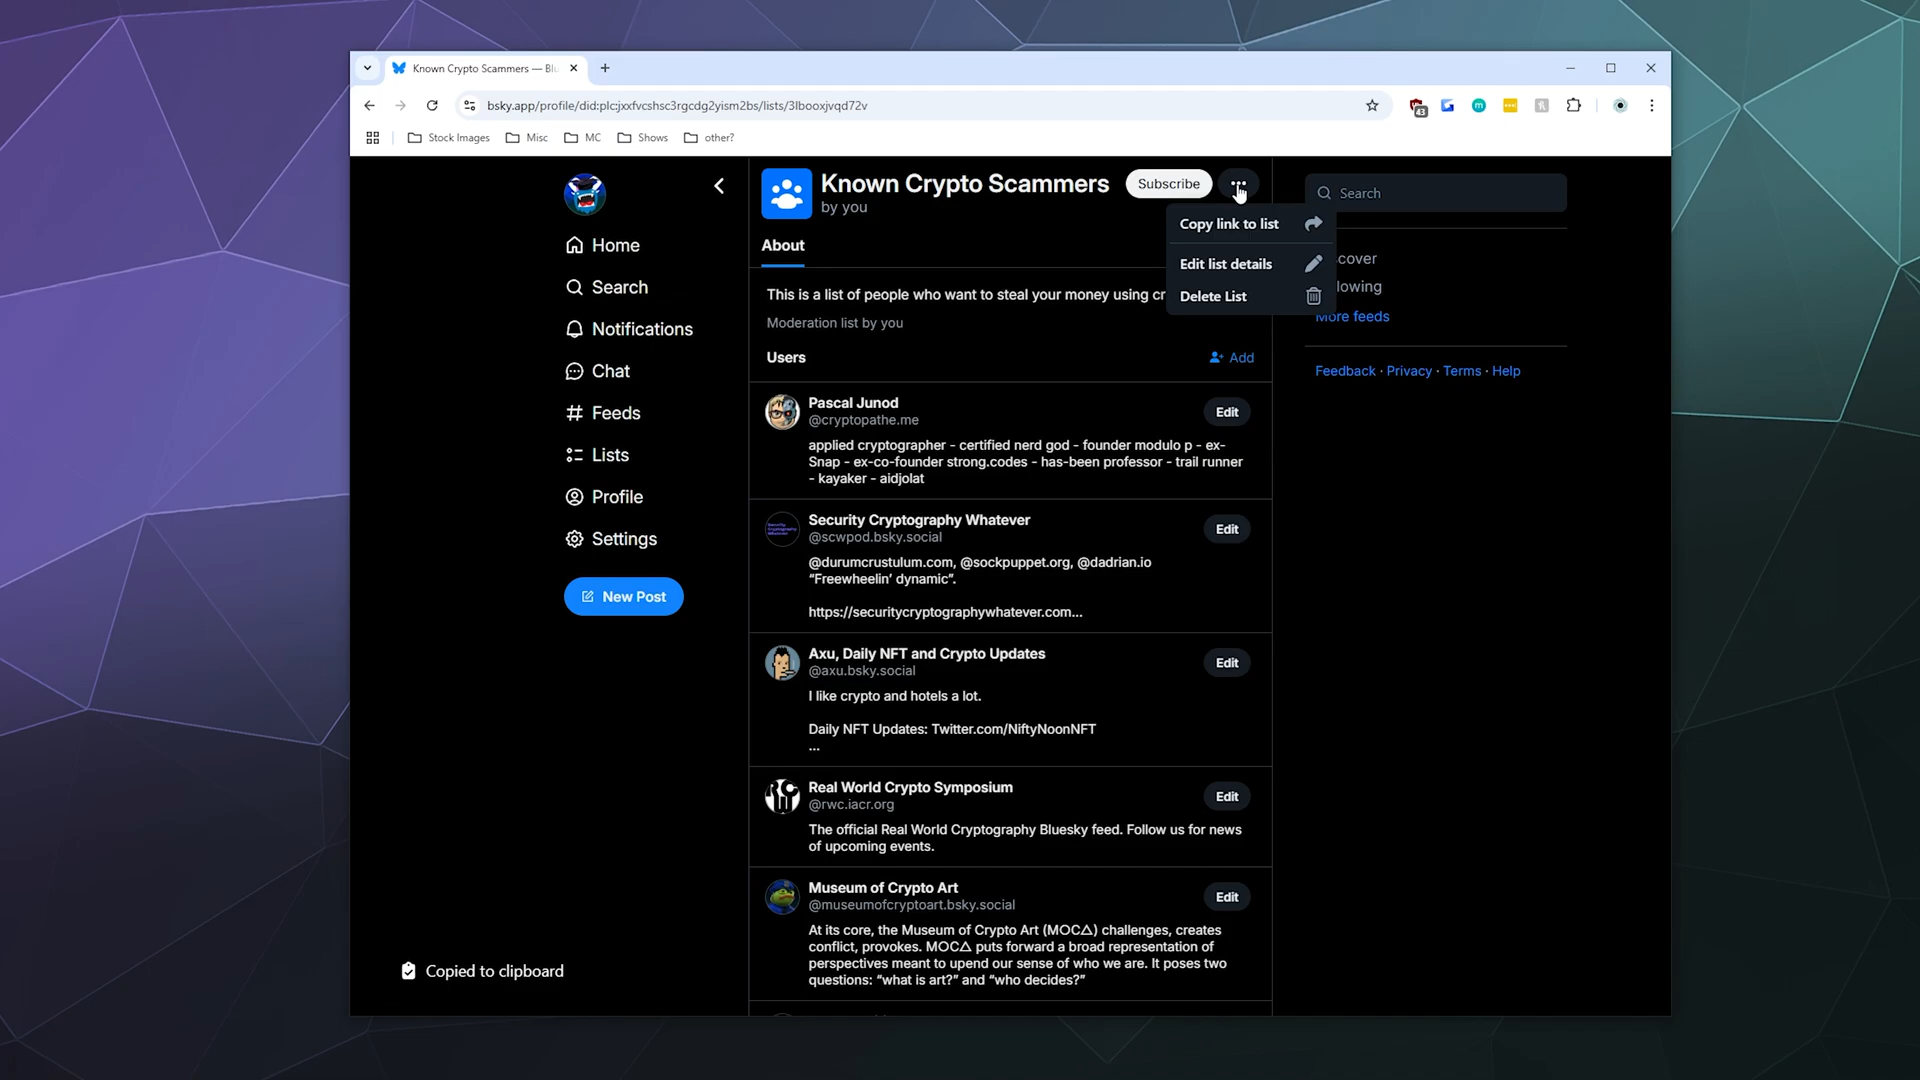 Known Crypto Scammers — Bl
bsky.app/profile/did:plc:jxxfvcshsc3rgcdg2yism2bs/lists/3lbooxjvqd72v
43
Stock Images
Misc
MC
Shows
other?
Home
Search
Notifications
Chat
Feeds
Lists
Profile
Settings
New Post
Copied to clipboard
Known Crypto Scammers
by you
Subscribe
Copy link to list
Edit list details
Delete List
About
This is a list of people who want to steal your money using cr
Moderation list by you
Users
Add
Pascal Junod
@cryptopathe.me
Edit
applied cryptographer - certified nerd god - founder modulo p - ex-
Snap - ex-co-founder strong.codes - has-been professor - trail runner
- kayaker - aidjolat
Security Cryptography Whatever
@scwpod.bsky.social
Edit
@durumcrustulum.com, @sockpuppet.org, @dadrian.io
“Freewheelin’ dynamic”.
https://securitycryptographywhatever.com...
Axu, Daily NFT and Crypto Updates
@axu.bsky.social
Edit
I like crypto and hotels a lot.
Daily NFT Updates: Twitter.com/NiftyNoonNFT
...
Real World Crypto Symposium
@rwc.iacr.org
Edit
The official Real World Cryptography Bluesky feed. Follow us for news
of upcoming events.
Museum of Crypto Art
@museumofcryptoart.bsky.social
Edit
At its core, the Museum of Crypto Art (MOC△) challenges, creates
conflict, provokes. MOC△ puts forward a broad representation of
perspectives meant to upend our sense of who we are. It poses two
questions: “what is art?” and “who decides?”
Search
cover
lowing
More feeds
Feedback · Privacy · Terms · Help